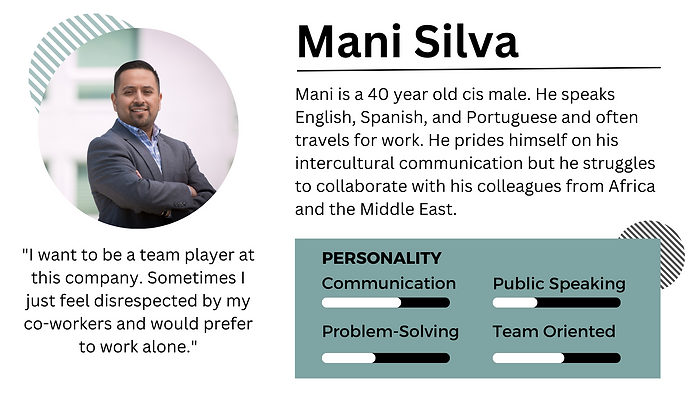 Mani Silva
Mani is a 40 year old cis male. He speaks
English, Spanish, and Portuguese and often
travels for work. He prides himself on his
intercultural communication but he struggles
to collaborate with his colleagues from Africa
and the Middle East.
"I want to be a team player at
this company. Sometimes I
just feel disrespected by my
co-workers and would prefer
to work alone."
PERSONALITY
Communication
Public Speaking
Problem-Solving
Team Oriented